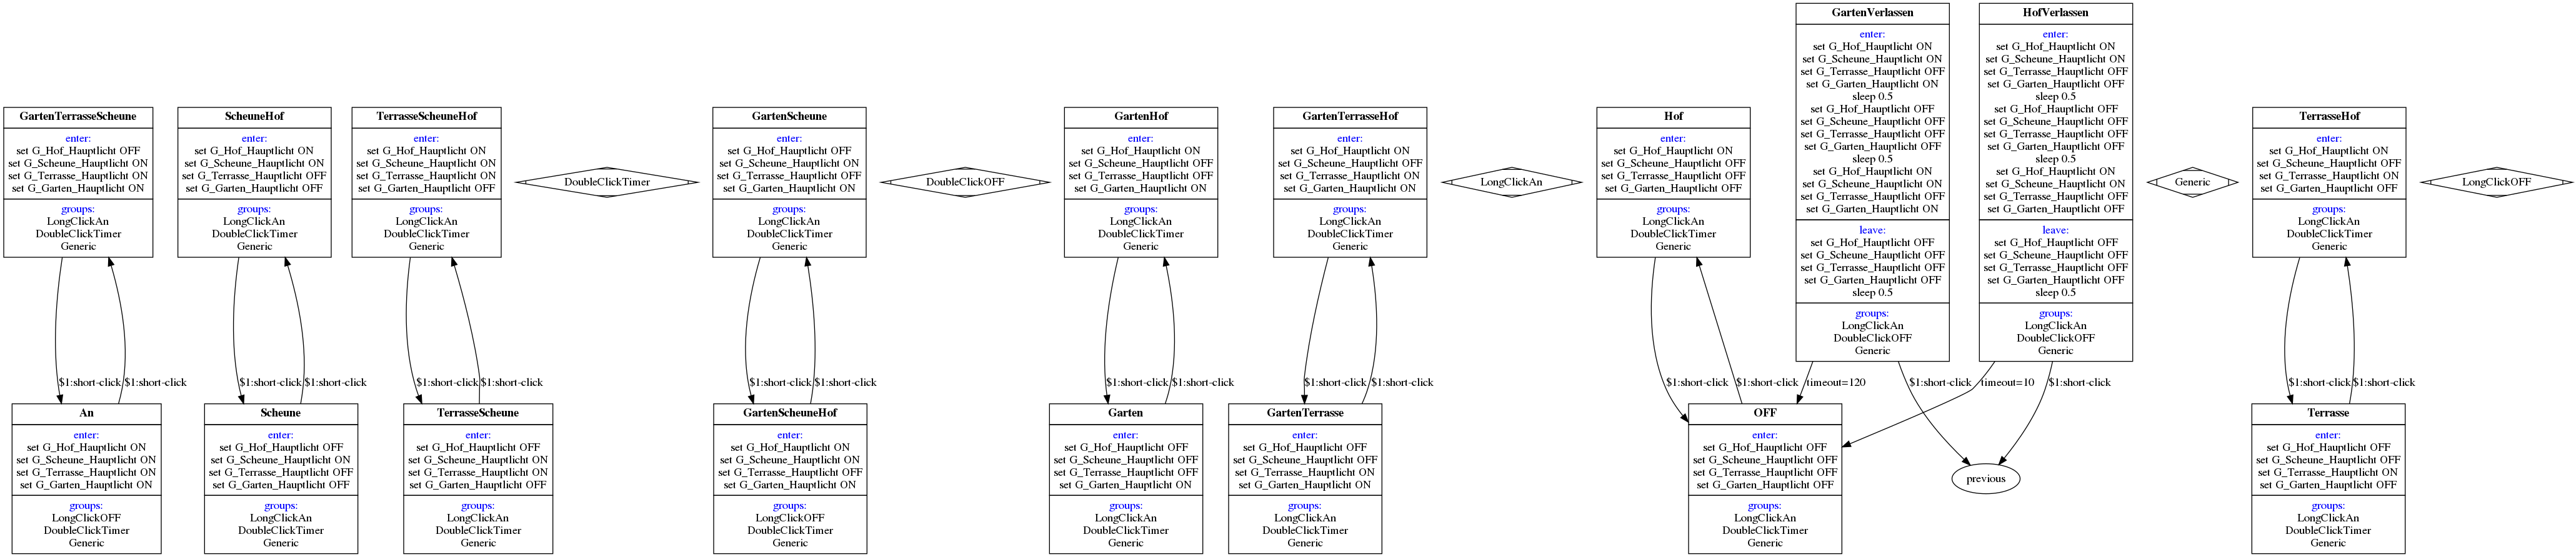 GartenVerlassen
enter:
set G_Hof_Hauptlicht ON
set G_Scheune_Hauptlicht ON
set G_Terrasse_Hauptlicht OFF
set G_Garten_Hauptlicht ON
sleep 0.5
set G_Hof_Hauptlicht OFF
set G_Scheune_Hauptlicht OFF
set G_Terrasse_Hauptlicht OFF
set G_Garten_Hauptlicht OFF
sleep 0.5
set G_Hof_Hauptlicht ON
set G_Scheune_Hauptlicht ON
set G_Terrasse_Hauptlicht OFF
set G_Garten_Hauptlicht ON
leave:
set G_Hof_Hauptlicht OFF
set G_Scheune_Hauptlicht OFF
set G_Terrasse_Hauptlicht OFF
set G_Garten_Hauptlicht OFF
sleep 0.5
groups:
LongClickAn
DoubleClickOFF
Generic
HofVerlassen
enter:
set G_Hof_Hauptlicht ON
set G_Scheune_Hauptlicht ON
set G_Terrasse_Hauptlicht OFF
set G_Garten_Hauptlicht OFF
sleep 0.5
set G_Hof_Hauptlicht OFF
set G_Scheune_Hauptlicht OFF
set G_Terrasse_Hauptlicht OFF
set G_Garten_Hauptlicht OFF
sleep 0.5
set G_Hof_Hauptlicht ON
set G_Scheune_Hauptlicht ON
set G_Terrasse_Hauptlicht OFF
set G_Garten_Hauptlicht OFF
leave:
set G_Hof_Hauptlicht OFF
set G_Scheune_Hauptlicht OFF
set G_Terrasse_Hauptlicht OFF
set G_Garten_Hauptlicht OFF
sleep 0.5
groups:
LongClickAn
DoubleClickOFF
Generic
GartenTerrasseScheune
enter:
set G_Hof_Hauptlicht OFF
set G_Scheune_Hauptlicht ON
set G_Terrasse_Hauptlicht ON
set G_Garten_Hauptlicht ON
groups:
LongClickAn
DoubleClickTimer
Generic
ScheuneHof
enter:
set G_Hof_Hauptlicht ON
set G_Scheune_Hauptlicht ON
set G_Terrasse_Hauptlicht OFF
set G_Garten_Hauptlicht OFF
groups:
LongClickAn
DoubleClickTimer
Generic
TerrasseScheuneHof
enter:
set G_Hof_Hauptlicht ON
set G_Scheune_Hauptlicht ON
set G_Terrasse_Hauptlicht ON
set G_Garten_Hauptlicht OFF
groups:
LongClickAn
DoubleClickTimer
Generic
DoubleClickTimer
GartenScheune
enter:
set G_Hof_Hauptlicht OFF
set G_Scheune_Hauptlicht ON
set G_Terrasse_Hauptlicht OFF
set G_Garten_Hauptlicht ON
groups:
LongClickAn
DoubleClickTimer
Generic
DoubleClickOFF
GartenHof
enter:
set G_Hof_Hauptlicht ON
set G_Scheune_Hauptlicht OFF
set G_Terrasse_Hauptlicht OFF
set G_Garten_Hauptlicht ON
groups:
LongClickAn
DoubleClickTimer
Generic
GartenTerrasseHof
enter:
set G_Hof_Hauptlicht ON
set G_Scheune_Hauptlicht OFF
set G_Terrasse_Hauptlicht ON
set G_Garten_Hauptlicht ON
groups:
LongClickAn
DoubleClickTimer
Generic
LongClickAn
Hof
enter:
set G_Hof_Hauptlicht ON
set G_Scheune_Hauptlicht OFF
set G_Terrasse_Hauptlicht OFF
set G_Garten_Hauptlicht OFF
groups:
LongClickAn
DoubleClickTimer
Generic
Generic
TerrasseHof
enter:
set G_Hof_Hauptlicht ON
set G_Scheune_Hauptlicht OFF
set G_Terrasse_Hauptlicht ON
set G_Garten_Hauptlicht OFF
groups:
LongClickAn
DoubleClickTimer
Generic
LongClickOFF
$1:short-click
$1:short-click
$1:short-click
$1:short-click
$1:short-click
$1:short-click
$1:short-click
$1:short-click
$1:short-click
$1:short-click
$1:short-click
$1:short-click
$1:short-click
$1:short-click
timeout=120
$1:short-click
timeout=10
$1:short-click
$1:short-click
$1:short-click
An
enter:
set G_Hof_Hauptlicht ON
set G_Scheune_Hauptlicht ON
set G_Terrasse_Hauptlicht ON
set G_Garten_Hauptlicht ON
groups:
LongClickOFF
DoubleClickTimer
Generic
Scheune
enter:
set G_Hof_Hauptlicht OFF
set G_Scheune_Hauptlicht ON
set G_Terrasse_Hauptlicht OFF
set G_Garten_Hauptlicht OFF
groups:
LongClickAn
DoubleClickTimer
Generic
TerrasseScheune
enter:
set G_Hof_Hauptlicht OFF
set G_Scheune_Hauptlicht ON
set G_Terrasse_Hauptlicht ON
set G_Garten_Hauptlicht OFF
groups:
LongClickAn
DoubleClickTimer
Generic
GartenScheuneHof
enter:
set G_Hof_Hauptlicht ON
set G_Scheune_Hauptlicht ON
set G_Terrasse_Hauptlicht OFF
set G_Garten_Hauptlicht ON
groups:
LongClickOFF
DoubleClickTimer
Generic
Garten
enter:
set G_Hof_Hauptlicht OFF
set G_Scheune_Hauptlicht OFF
set G_Terrasse_Hauptlicht OFF
set G_Garten_Hauptlicht ON
groups:
LongClickAn
DoubleClickTimer
Generic
GartenTerrasse
enter:
set G_Hof_Hauptlicht OFF
set G_Scheune_Hauptlicht OFF
set G_Terrasse_Hauptlicht ON
set G_Garten_Hauptlicht ON
groups:
LongClickAn
DoubleClickTimer
Generic
OFF
enter:
set G_Hof_Hauptlicht OFF
set G_Scheune_Hauptlicht OFF
set G_Terrasse_Hauptlicht OFF
set G_Garten_Hauptlicht OFF
groups:
LongClickAn
DoubleClickTimer
Generic
previous
Terrasse
enter:
set G_Hof_Hauptlicht OFF
set G_Scheune_Hauptlicht OFF
set G_Terrasse_Hauptlicht ON
set G_Garten_Hauptlicht OFF
groups:
LongClickAn
DoubleClickTimer
Generic